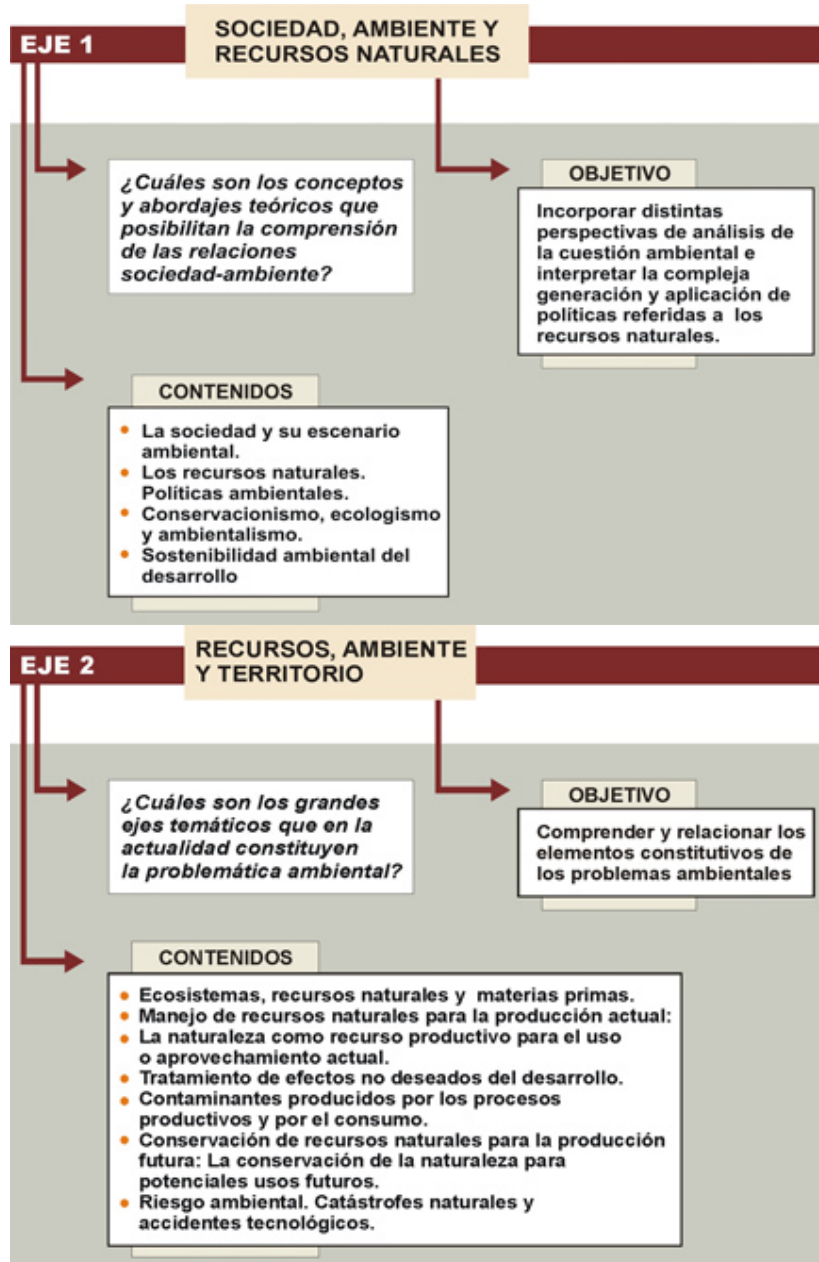 EJE 1
SOCIEDAD, AMBIENTE Y
RECURSOS NATURALES
¿Cuáles son los conceptos
y abordajes teóricos que
posibilitan la comprensión
de las relaciones
sociedad-ambiente?
OBJETIVO
Incorporar distintas
perspectivas de análisis de
la cuestión ambiental e
interpretar la compleja
generación y aplicación de
políticas referidas a los
recursos naturales.
CONTENIDOS
• La sociedad y su escenario
ambiental.
• Los recursos naturales.
Políticas ambientales.
• Conservacionismo, ecologismo
y ambientalismo.
• Sostenibilidad ambiental del
desarrollo
EJE 2
RECURSOS, AMBIENTE
Y TERRITORIO
¿Cuáles son los grandes
ejes temáticos que en la
actualidad constituyen
la problemática ambiental?
OBJETIVO
Comprender y relacionar los
elementos constitutivos de
los problemas ambientales
CONTENIDOS
• Ecosistemas, recursos naturales y materias primas.
• Manejo de recursos naturales para la producción actual:
• La naturaleza como recurso productivo para el uso
o aprovechamiento actual.
• Tratamiento de efectos no deseados del desarrollo.
• Contaminantes producidos por los procesos
productivos y por el consumo.
• Conservación de recursos naturales para la producción
futura: La conservación de la naturaleza para
potenciales usos futuros.
• Riesgo ambiental. Catástrofes naturales y
accidentes tecnológicos.